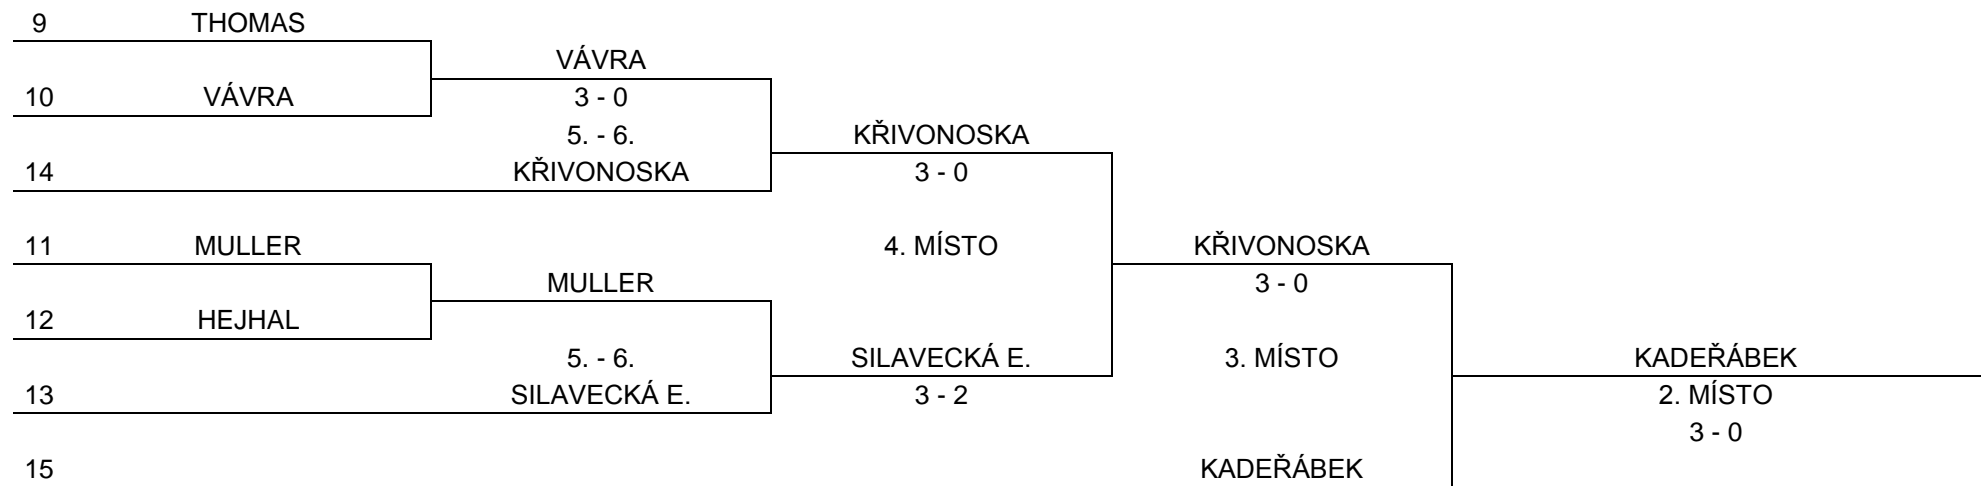 9 THOMAS
VÁVRA
10 VÁVRA 3 - 0
5. - 6. KŘIVONOSKA
14 KŘIVONOSKA 3 - 0
11 MULLER 4. MÍSTO KŘIVONOSKA
MULLER 3 - 0
12 HEJHAL
5. - 6. SILAVECKÁ E. 3. MÍSTO KADEŘÁBEK
13 SILAVECKÁ E. 3 - 2 2. MÍSTO
3 - 0
15 KADEŘÁBEK